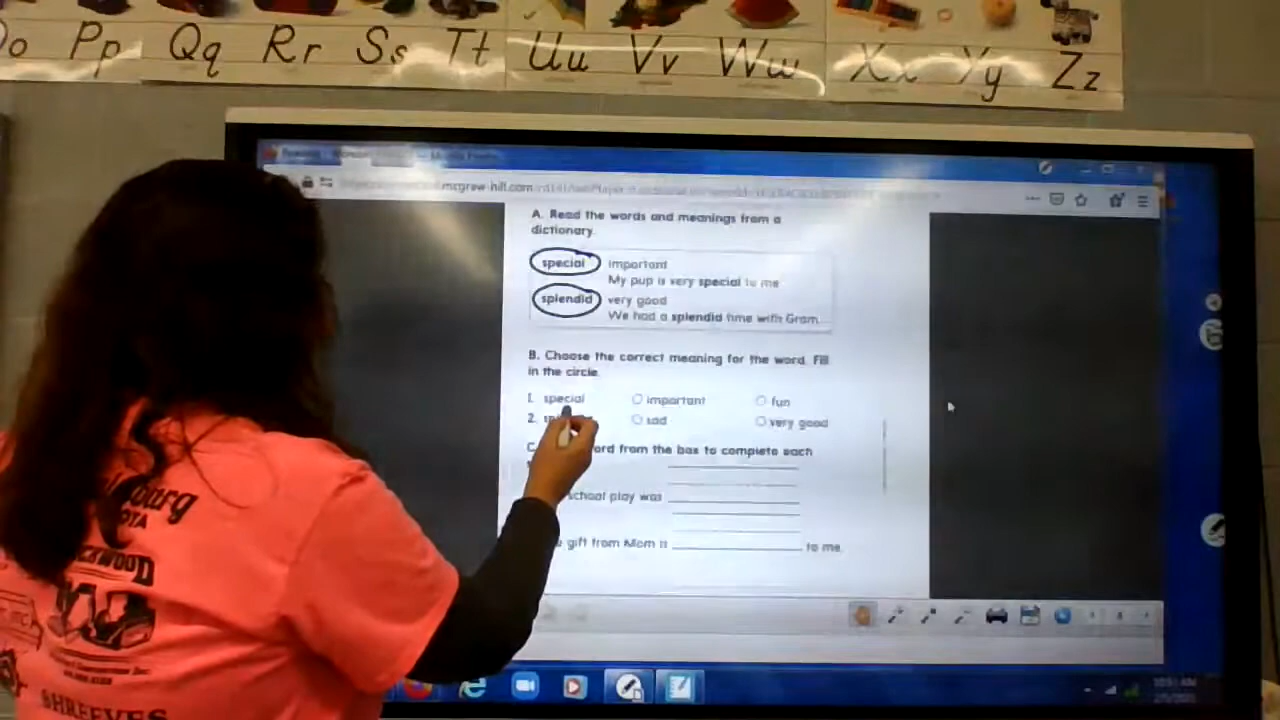 Pp Qq Rr Ss Tt Uu Vv Ww Xx Yy Zz
mcgraw-hill.com
A. Read the words and meanings from a
dictionary.
special important
My pup is very special to me
splendid very good
We had a splendid time with Gram.
B. Choose the correct meaning for the word. Fill
in the circle.
1. special important fun
2. sad very good
C. word from the box to complete each
school play was
gift from Mom is to me.
SHREEVES